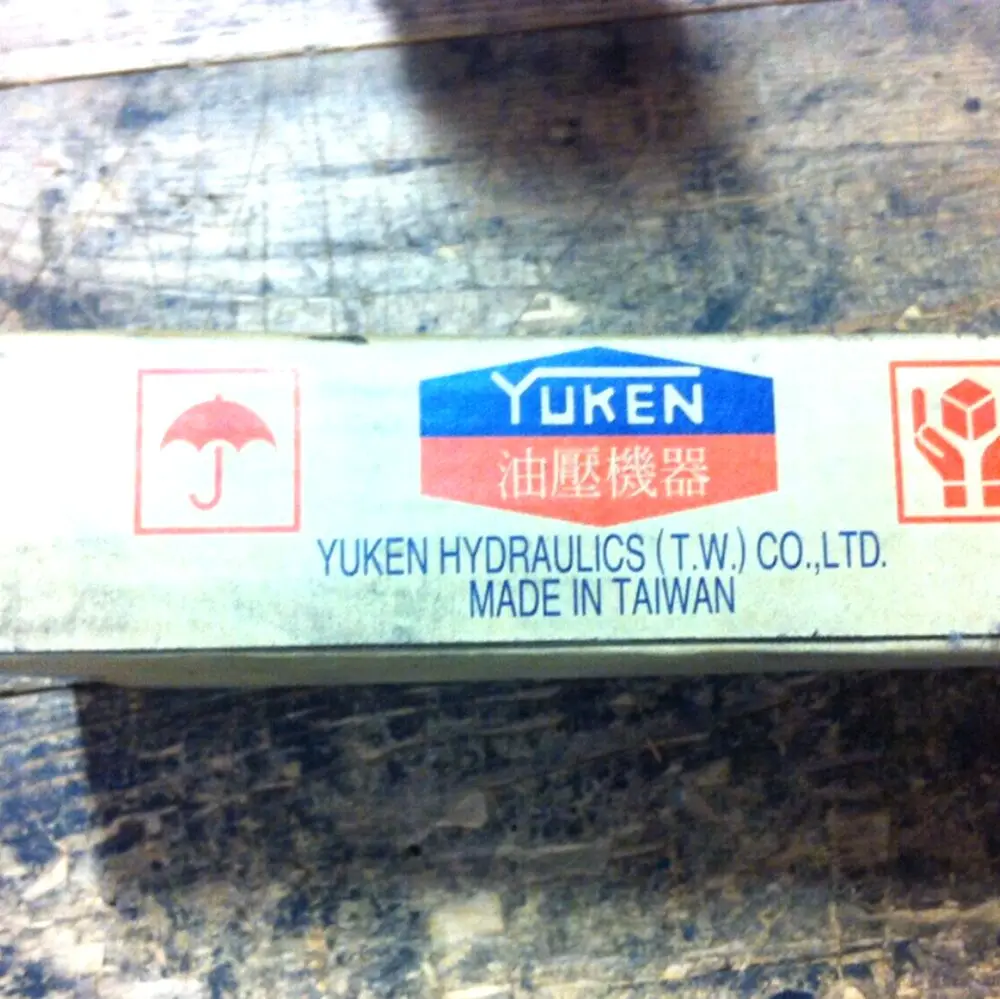 YUKEN
油壓機器
YUKEN HYDRAULICS (T.W.) CO.,LTD.
MADE IN TAIWAN